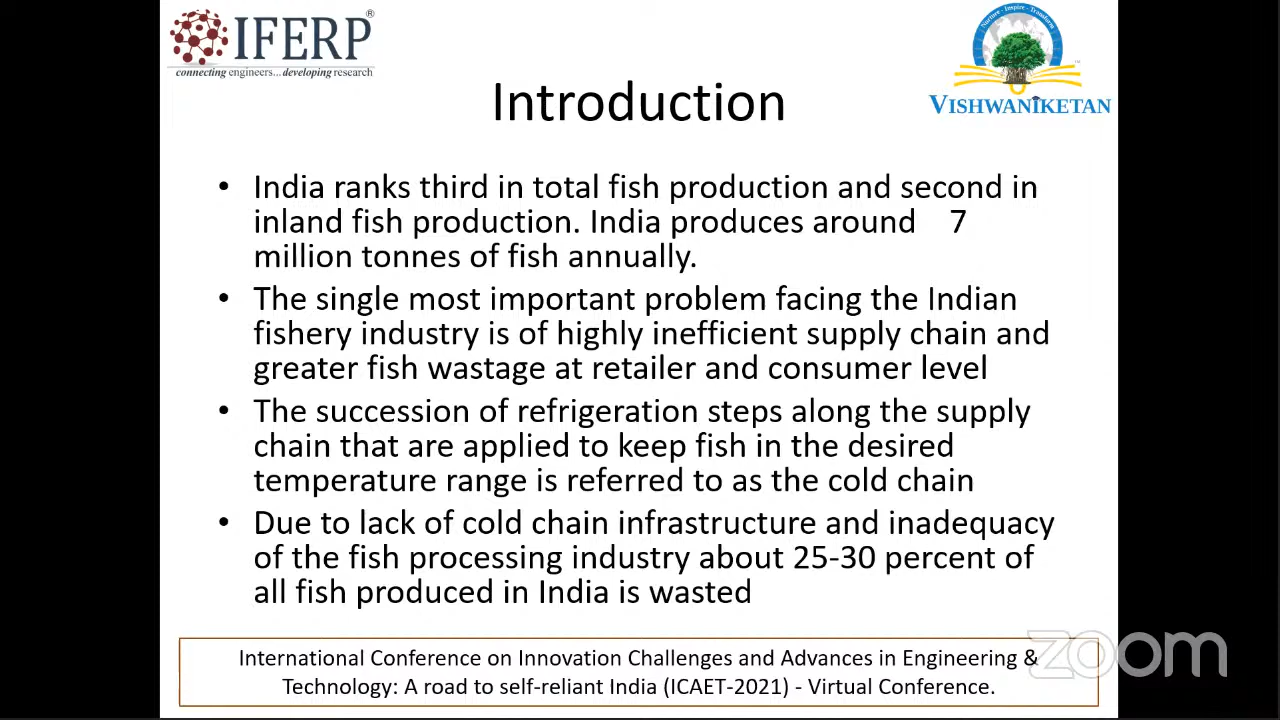 IFERP®
connecting engineers...developing research
Nurture - Inspire - Transform
VISHWANIKETAN
Introduction
• India ranks third in total fish production and second in
inland fish production. India produces around 7
million tonnes of fish annually.
• The single most important problem facing the Indian
fishery industry is of highly inefficient supply chain and
greater fish wastage at retailer and consumer level
• The succession of refrigeration steps along the supply
chain that are applied to keep fish in the desired
temperature range is referred to as the cold chain
• Due to lack of cold chain infrastructure and inadequacy
of the fish processing industry about 25-30 percent of
all fish produced in India is wasted
International Conference on Innovation Challenges and Advances in Engineering &
Technology: A road to self-reliant India (ICAET-2021) - Virtual Conference.
zoom